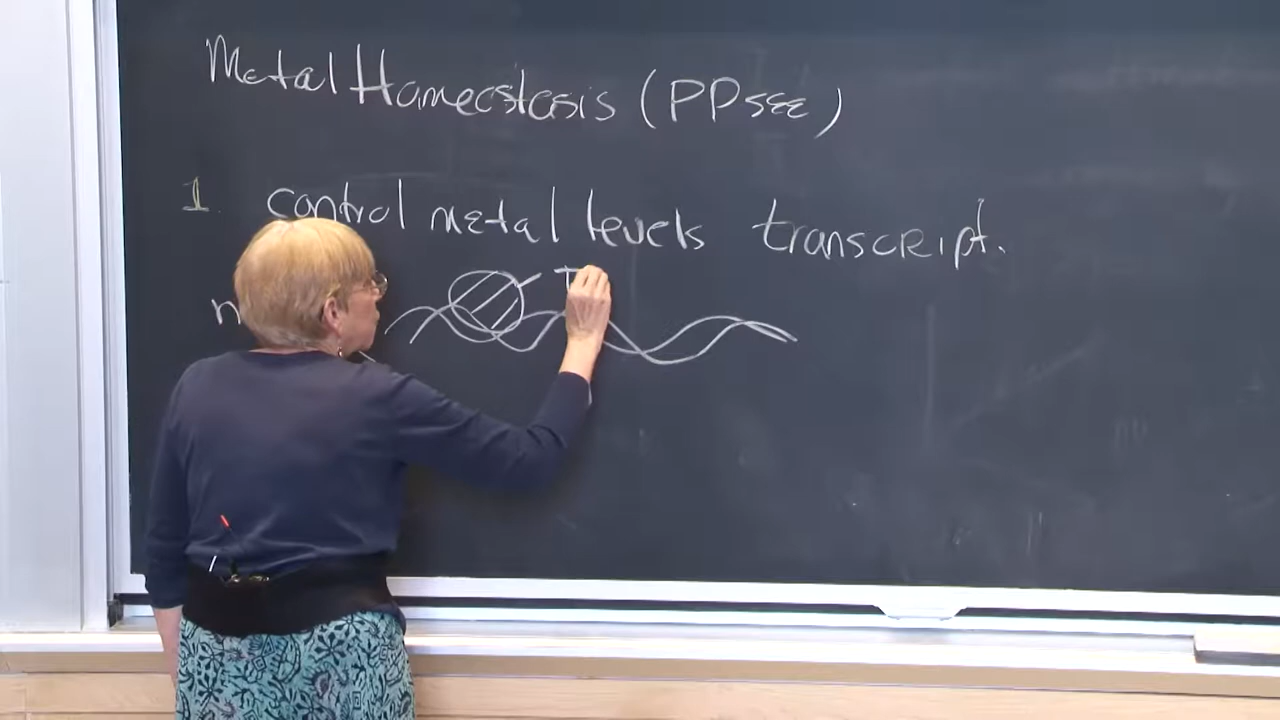 Metal Homeostasis (PPsee)
1. control metal levels transcript.